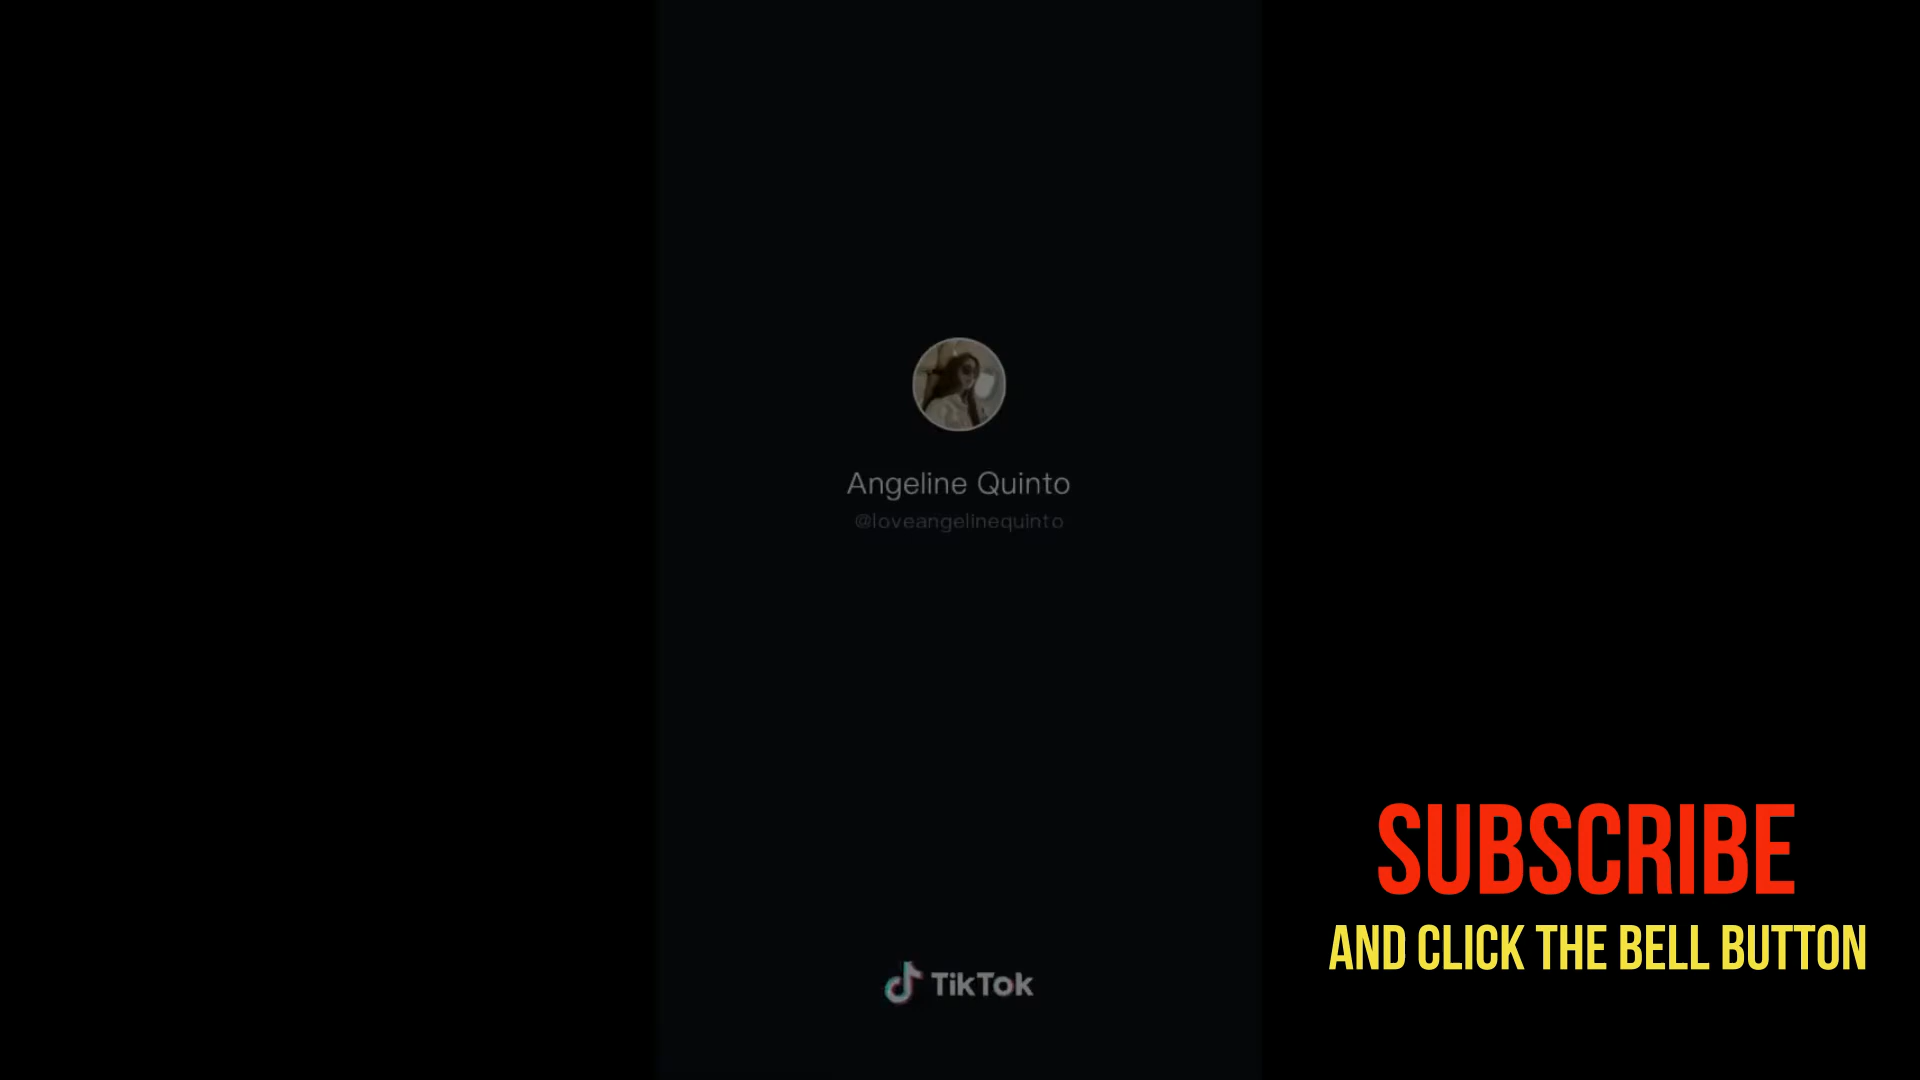 Angeline Quinto
@loveangelinequinto
TikTok
SUBSCRIBE
AND CLICK THE BELL BUTTON